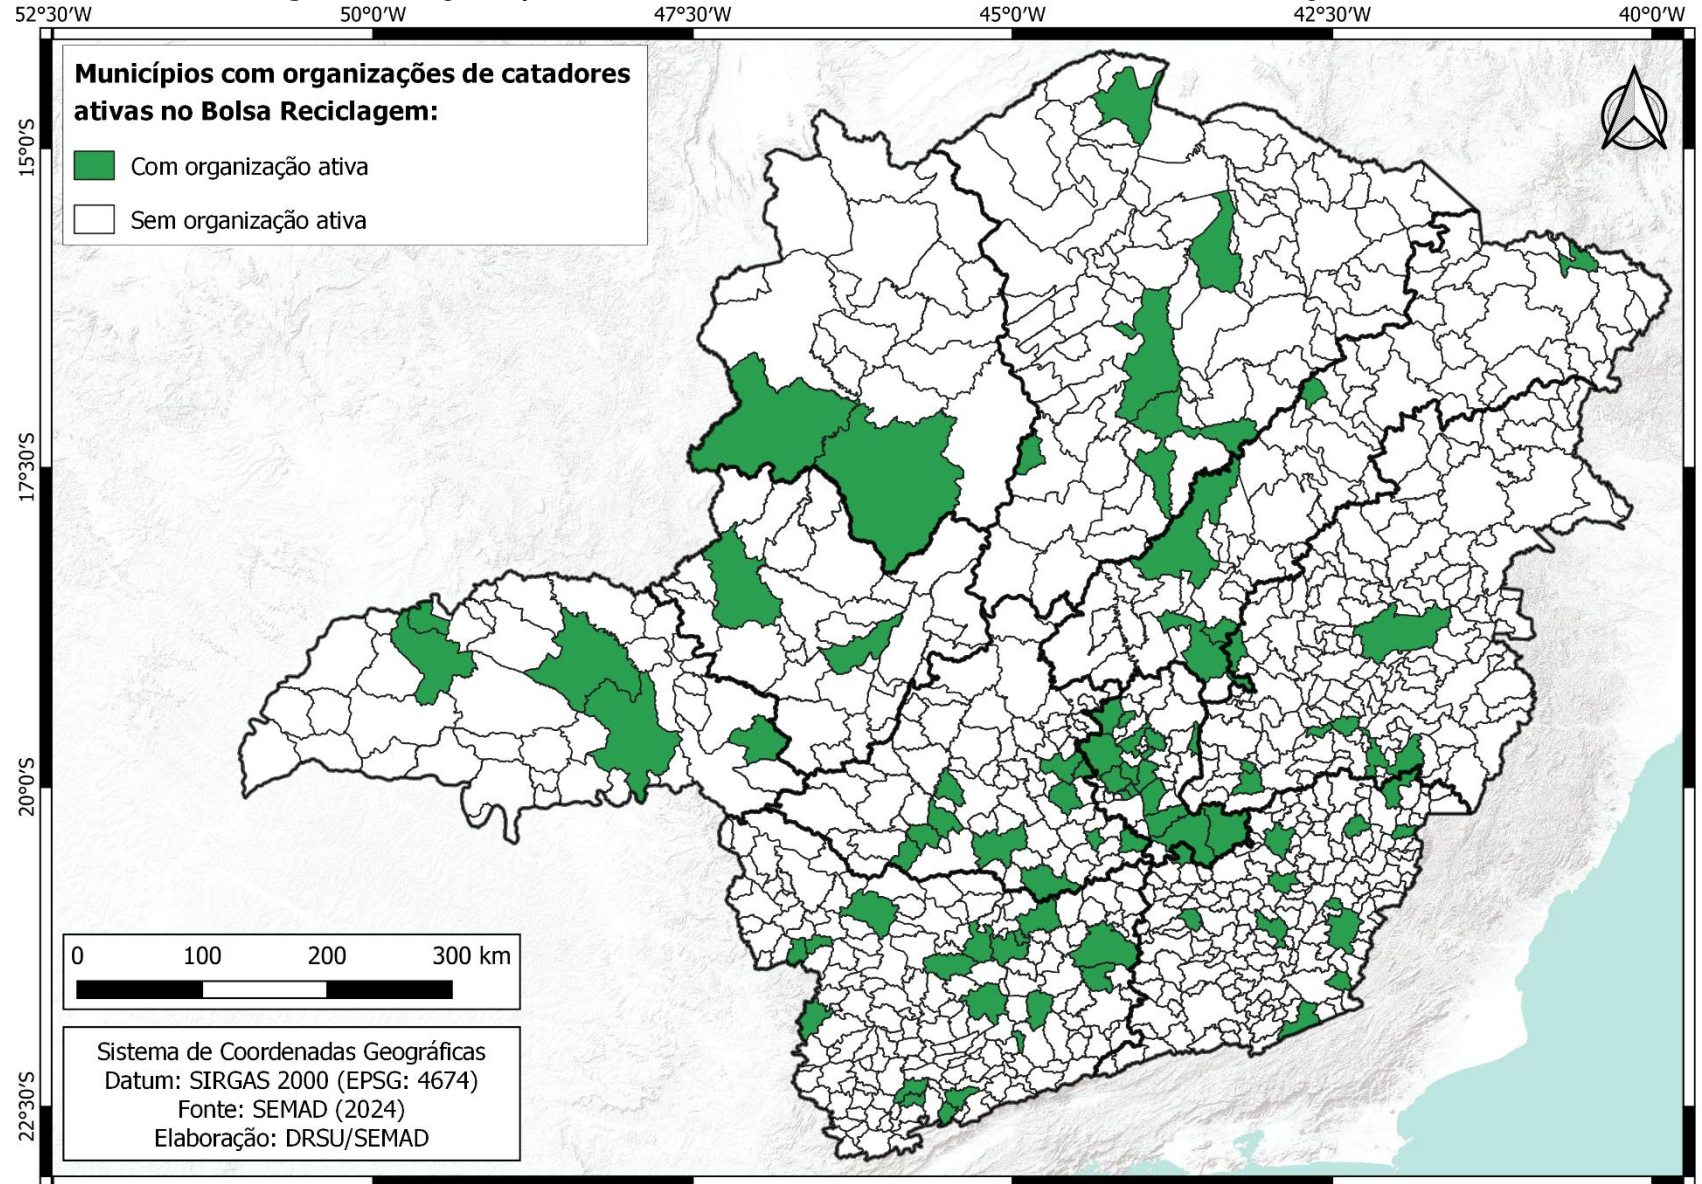 52°30'W 50°0'W 47°30'W 45°0'W 42°30'W 40°0'W
Municípios com organizações de catadores
ativas no Bolsa Reciclagem:
Com organização ativa
Sem organização ativa
15°0'S
17°30'S
20°0'S
22°30'S
0 100 200 300 km
Sistema de Coordenadas Geográficas
Datum: SIRGAS 2000 (EPSG: 4674)
Fonte: SEMAD (2024)
Elaboração: DRSU/SEMAD